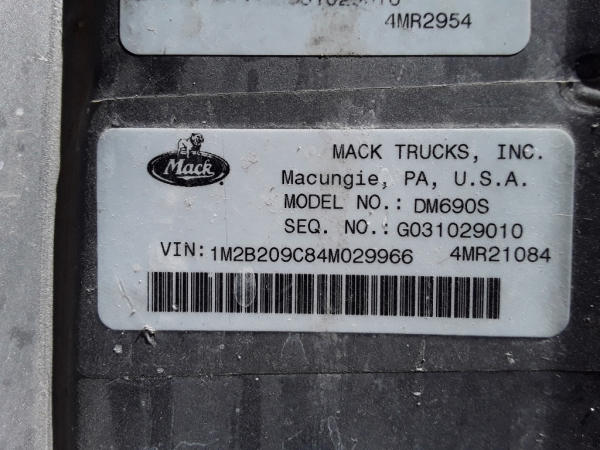 4MR2954
Mack
MACK TRUCKS, INC.
Macungie, PA, U.S.A.
MODEL NO.: DM690S
SEQ. NO.: G031029010
VIN: 1M2B209C84M029966 4MR21084